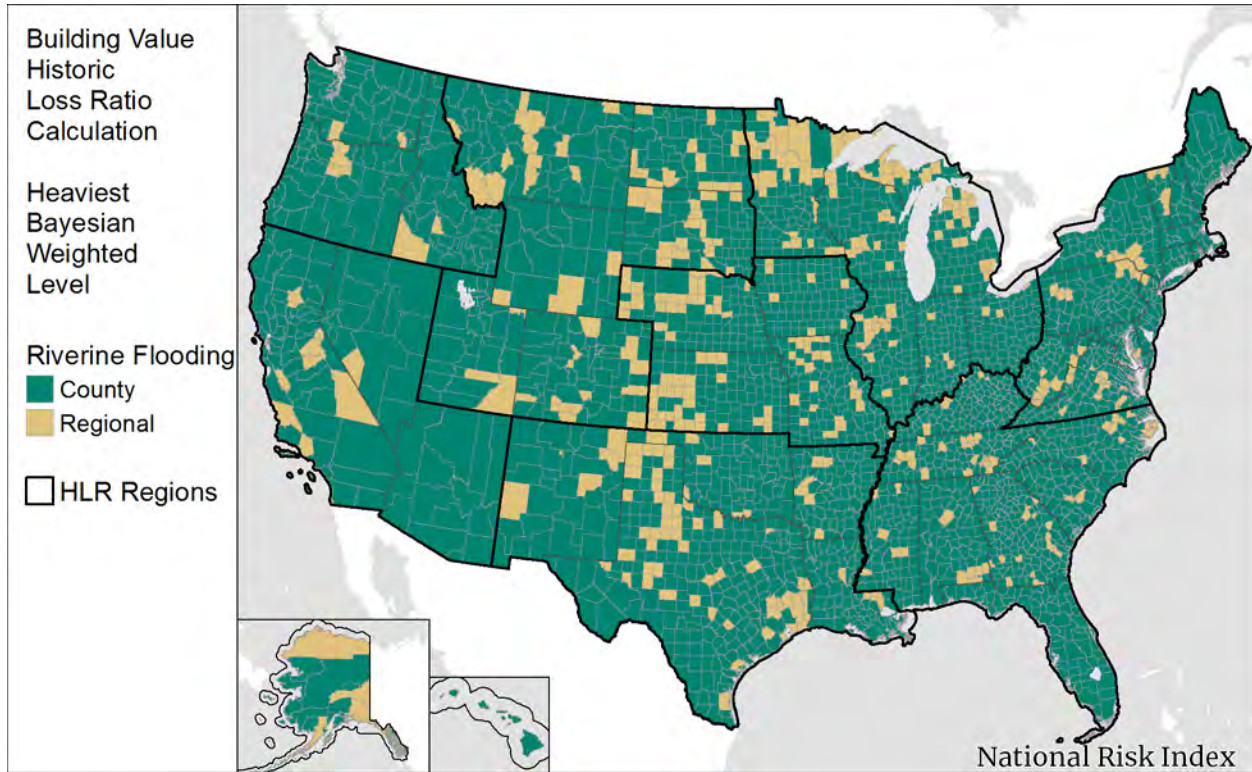 Building Value
Historic
Loss Ratio
Calculation
Heaviest
Bayesian
Weighted
Level
Riverine Flooding
County
Regional
HLR Regions
National Risk Index